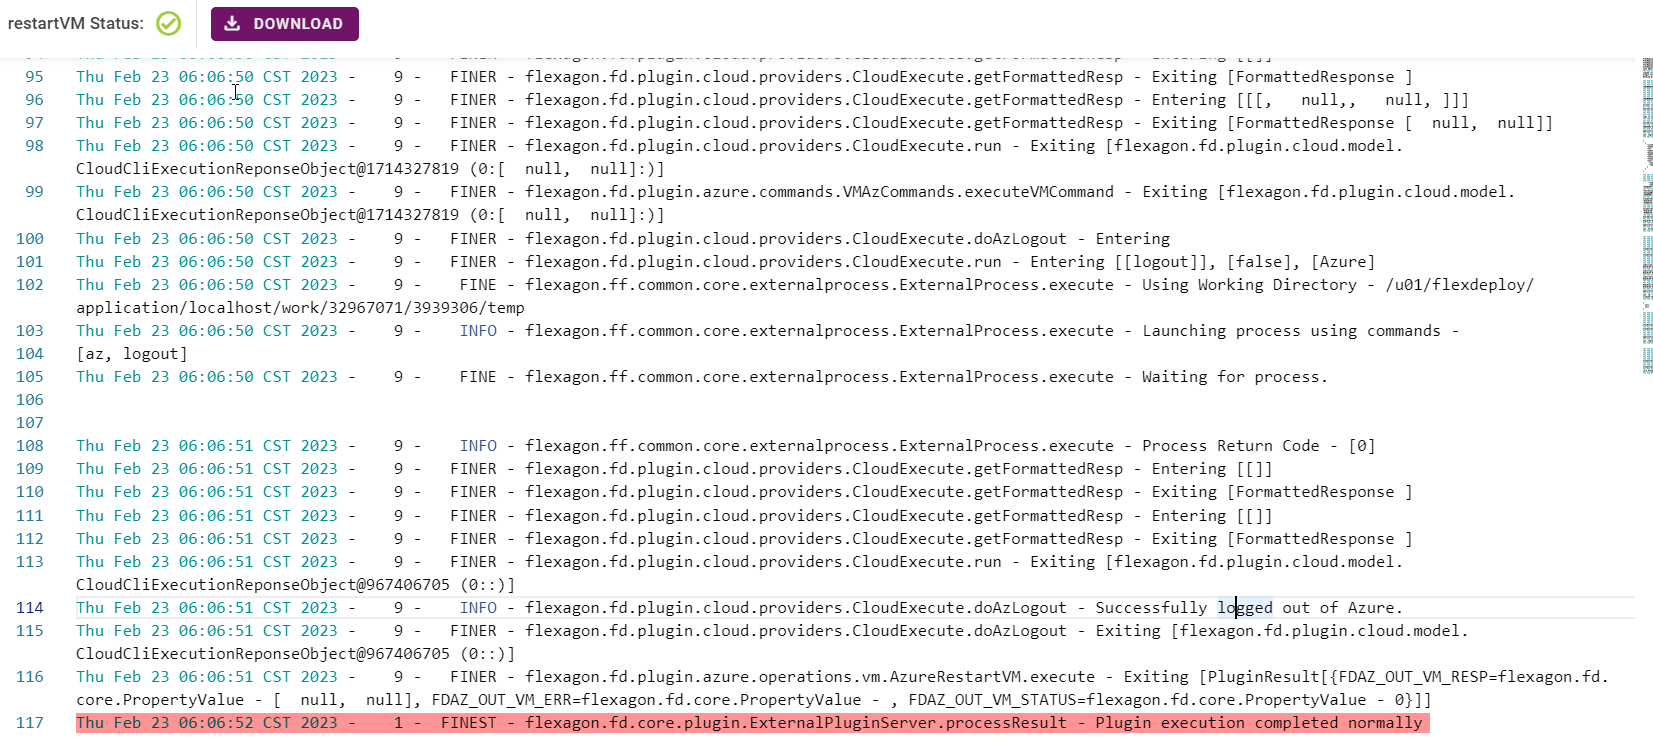 restartVM Status:
DOWNLOAD
95 Thu Feb 23 06:06:50 CST 2023 -    9 -   FINER - flexagon.fd.plugin.cloud.providers.CloudExecute.getFormattedResp - Exiting [FormattedResponse ]
96 Thu Feb 23 06:06:50 CST 2023 -    9 -   FINER - flexagon.fd.plugin.cloud.providers.CloudExecute.getFormattedResp - Entering [[[,   null,,   null, ]]]
97 Thu Feb 23 06:06:50 CST 2023 -    9 -   FINER - flexagon.fd.plugin.cloud.providers.CloudExecute.getFormattedResp - Exiting [FormattedResponse [  null,  null]]
98 Thu Feb 23 06:06:50 CST 2023 -    9 -   FINER - flexagon.fd.plugin.cloud.providers.CloudExecute.run - Exiting [flexagon.fd.plugin.cloud.model.
CloudCliExecutionReponseObject@1714327819 (0:[  null,  null]:)]
99 Thu Feb 23 06:06:50 CST 2023 -    9 -   FINER - flexagon.fd.plugin.azure.commands.VMAzCommands.executeVMCommand - Exiting [flexagon.fd.plugin.cloud.model.
CloudCliExecutionReponseObject@1714327819 (0:[  null,  null]:)]
100 Thu Feb 23 06:06:50 CST 2023 -    9 -   FINER - flexagon.fd.plugin.cloud.providers.CloudExecute.doAzLogout - Entering
101 Thu Feb 23 06:06:50 CST 2023 -    9 -   FINER - flexagon.fd.plugin.cloud.providers.CloudExecute.run - Entering [[logout]], [false], [Azure]
102 Thu Feb 23 06:06:50 CST 2023 -    9 -    FINE - flexagon.ff.common.core.externalprocess.ExternalProcess.execute - Using Working Directory - /u01/flexdeploy/
application/localhost/work/32967071/3939306/temp
103 Thu Feb 23 06:06:50 CST 2023 -    9 -    INFO - flexagon.ff.common.core.externalprocess.ExternalProcess.execute - Launching process using commands -
104 [az, logout]
105 Thu Feb 23 06:06:50 CST 2023 -    9 -    FINE - flexagon.ff.common.core.externalprocess.ExternalProcess.execute - Waiting for process.
106
107
108 Thu Feb 23 06:06:51 CST 2023 -    9 -    INFO - flexagon.ff.common.core.externalprocess.ExternalProcess.execute - Process Return Code - [0]
109 Thu Feb 23 06:06:51 CST 2023 -    9 -   FINER - flexagon.fd.plugin.cloud.providers.CloudExecute.getFormattedResp - Entering [[]]
110 Thu Feb 23 06:06:51 CST 2023 -    9 -   FINER - flexagon.fd.plugin.cloud.providers.CloudExecute.getFormattedResp - Exiting [FormattedResponse ]
111 Thu Feb 23 06:06:51 CST 2023 -    9 -   FINER - flexagon.fd.plugin.cloud.providers.CloudExecute.getFormattedResp - Entering [[]]
112 Thu Feb 23 06:06:51 CST 2023 -    9 -   FINER - flexagon.fd.plugin.cloud.providers.CloudExecute.getFormattedResp - Exiting [FormattedResponse ]
113 Thu Feb 23 06:06:51 CST 2023 -    9 -   FINER - flexagon.fd.plugin.cloud.providers.CloudExecute.run - Exiting [flexagon.fd.plugin.cloud.model.
CloudCliExecutionReponseObject@967406705 (0::)]
114 Thu Feb 23 06:06:51 CST 2023 -    9 -    INFO - flexagon.fd.plugin.cloud.providers.CloudExecute.doAzLogout - Successfully logged out of Azure.
115 Thu Feb 23 06:06:51 CST 2023 -    9 -   FINER - flexagon.fd.plugin.cloud.providers.CloudExecute.doAzLogout - Exiting [flexagon.fd.plugin.cloud.model.
CloudCliExecutionReponseObject@967406705 (0::)]
116 Thu Feb 23 06:06:51 CST 2023 -    9 -   FINER - flexagon.fd.plugin.azure.operations.vm.AzureRestartVM.execute - Exiting [PluginResult[{FDAZ_OUT_VM_RESP=flexagon.fd.
core.PropertyValue - [  null,  null], FDAZ_OUT_VM_ERR=flexagon.fd.core.PropertyValue - , FDAZ_OUT_VM_STATUS=flexagon.fd.core.PropertyValue - 0}]]
117 Thu Feb 23 06:06:52 CST 2023 -    1 -  FINEST - flexagon.fd.core.plugin.ExternalPluginServer.processResult - Plugin execution completed normally